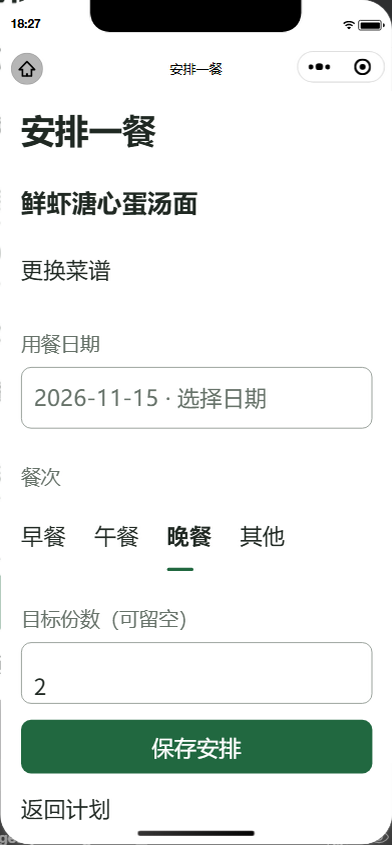 18:27
安排一餐
安排一餐
鲜虾溏心蛋汤面
更换菜谱
用餐日期
2026-11-15 · 选择日期
餐次
早餐 午餐 晚餐 其他
目标份数（可留空）
2
保存安排
返回计划